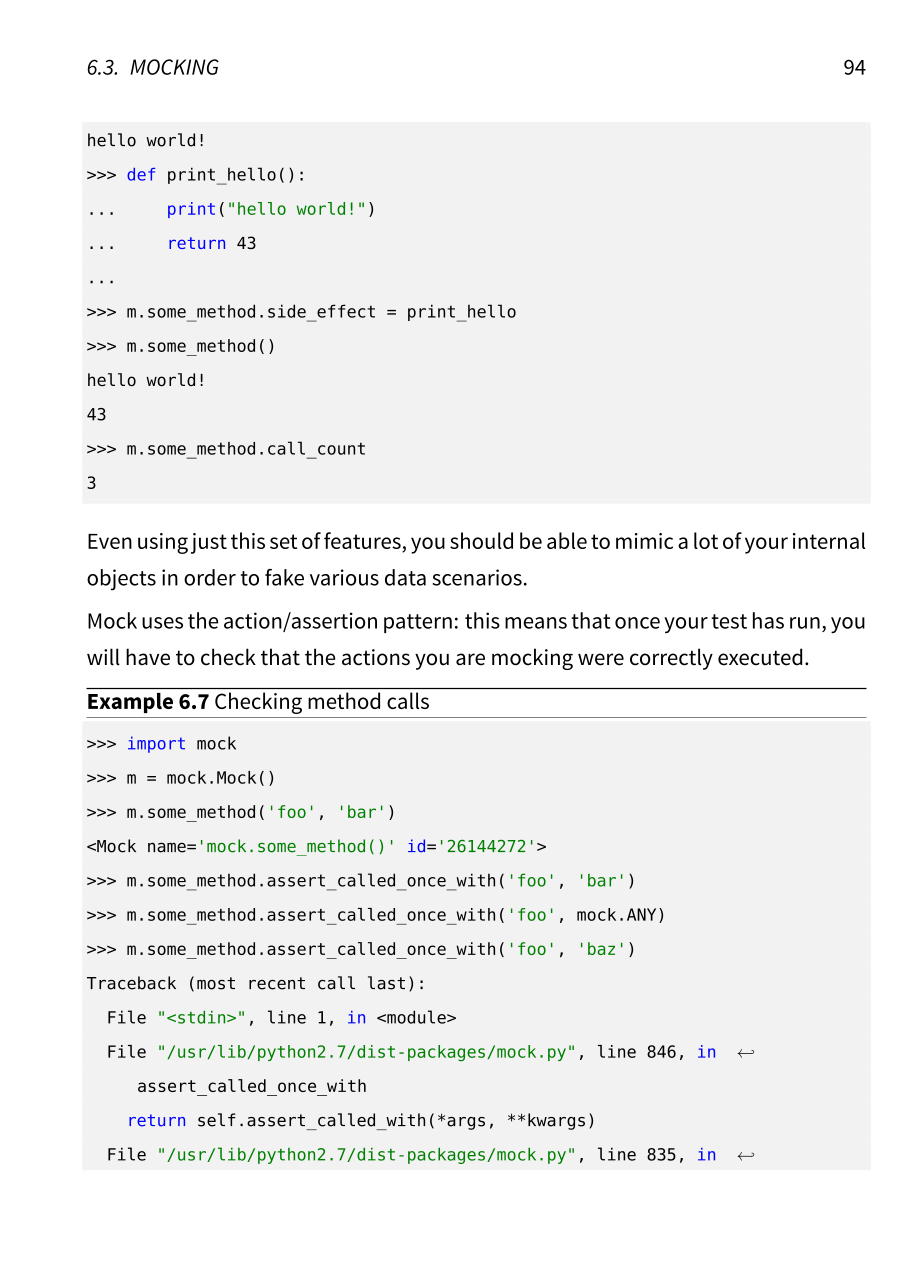 6.3. MOCKING 94
hello world!
>>> def print_hello():
...     print("hello world!")
...     return 43
...
>>> m.some_method.side_effect = print_hello
>>> m.some_method()
hello world!
43
>>> m.some_method.call_count
3
Even using just this set of features, you should be able to mimic a lot of your internal
objects in order to fake various data scenarios.
Mock uses the action/assertion pattern: this means that once your test has run, you
will have to check that the actions you are mocking were correctly executed.
Example 6.7 Checking method calls
>>> import mock
>>> m = mock.Mock()
>>> m.some_method('foo', 'bar')
<Mock name='mock.some_method()' id='26144272'>
>>> m.some_method.assert_called_once_with('foo', 'bar')
>>> m.some_method.assert_called_once_with('foo', mock.ANY)
>>> m.some_method.assert_called_once_with('foo', 'baz')
Traceback (most recent call last):
  File "<stdin>", line 1, in <module>
  File "/usr/lib/python2.7/dist-packages/mock.py", line 846, in ↩
     assert_called_once_with
    return self.assert_called_with(*args, **kwargs)
  File "/usr/lib/python2.7/dist-packages/mock.py", line 835, in ↩